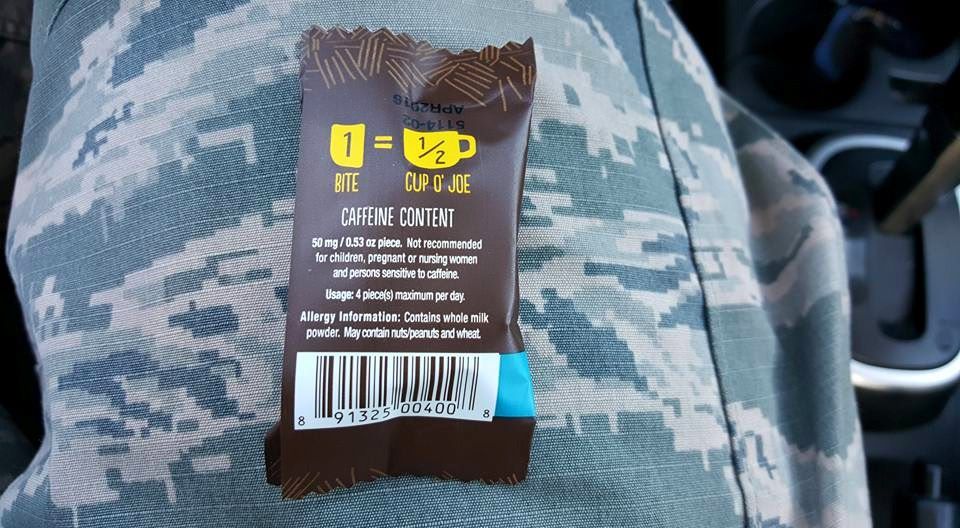 APR2016
5114-02
1 = 1/2
BITE CUP O' JOE
CAFFEINE CONTENT
50 mg / 0.53 oz piece. Not recommended
for children, pregnant or nursing women
and persons sensitive to caffeine.
Usage: 4 piece(s) maximum per day.
Allergy Information: Contains whole milk
powder. May contain nuts/peanuts and wheat.
8 91325 00400 8